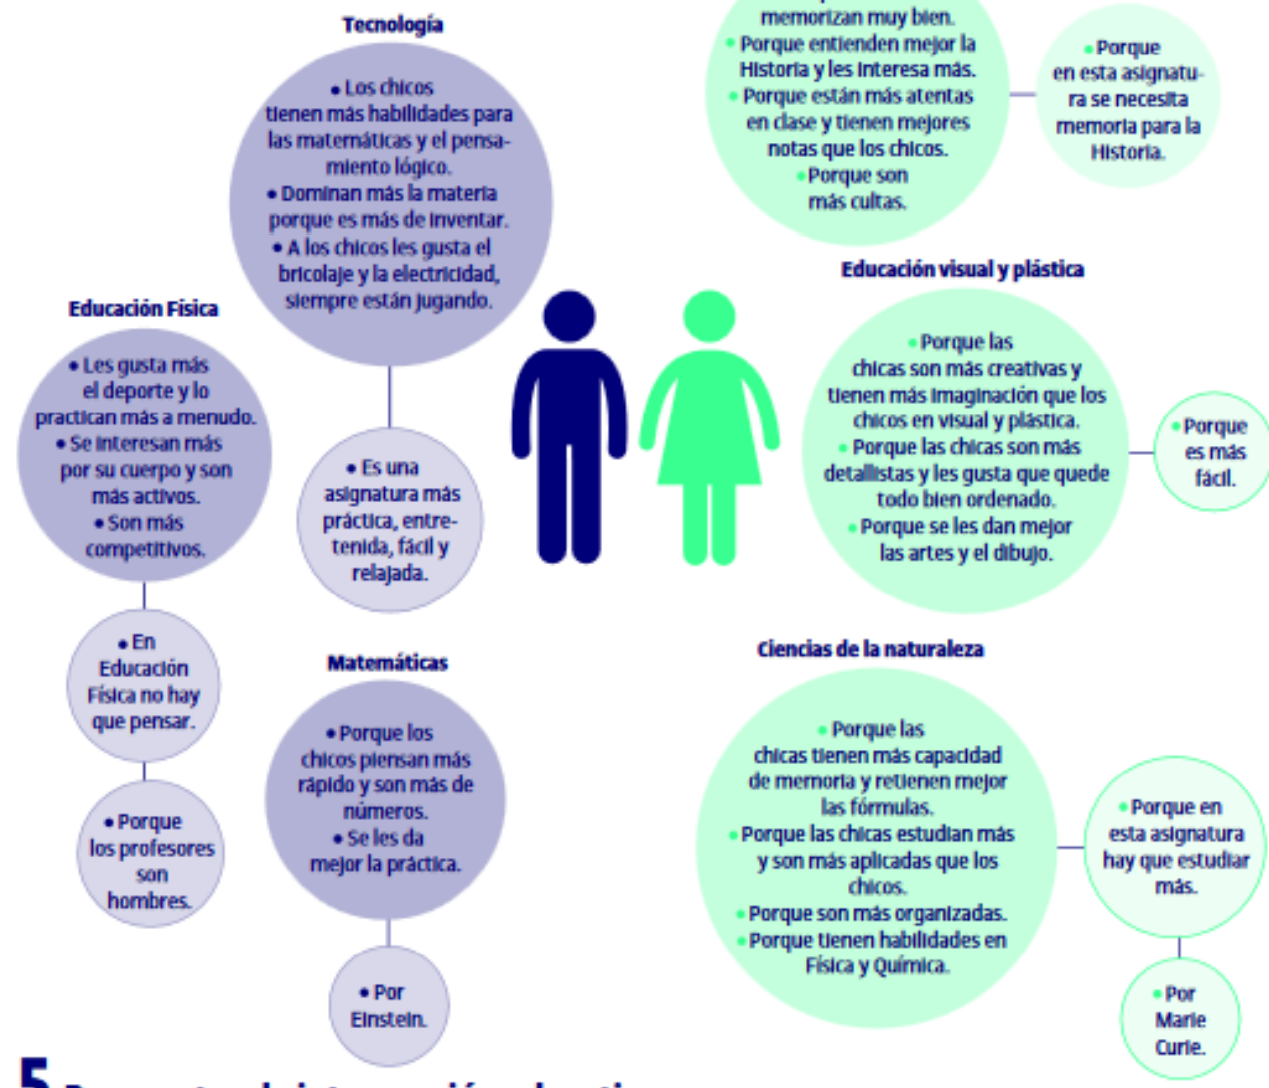 Tecnología
• Los chicos
tienen más habilidades para
las matemáticas y el pensa-
miento lógico.
• Dominan más la materia
porque es más de inventar.
• A los chicos les gusta el
bricolaje y la electricidad,
siempre están jugando.
• Es una
asignatura más
práctica, entre-
tenida, fácil y
relajada.
Educación Física
• Les gusta más
el deporte y lo
practican más a menudo.
• Se interesan más
por su cuerpo y son
más activos.
• Son más
competitivos.
• En
Educación
Física no hay
que pensar.
• Porque
los profesores
son
hombres.
Matemáticas
• Porque los
chicos piensan más
rápido y son más de
números.
• Se les da
mejor la práctica.
• Por
Einstein.
memorizan muy bien.
• Porque entienden mejor la
Historia y les interesa más.
• Porque están más atentas
en clase y tienen mejores
notas que los chicos.
• Porque son
más cultas.
• Porque
en esta asignatu-
ra se necesita
memoria para la
Historia.
Educación visual y plástica
• Porque las
chicas son más creativas y
tienen más imaginación que los
chicos en visual y plástica.
• Porque las chicas son más
detallistas y les gusta que quede
todo bien ordenado.
• Porque se les dan mejor
las artes y el dibujo.
• Porque
es más
fácil.
Ciencias de la naturaleza
• Porque las
chicas tienen más capacidad
de memoria y retienen mejor
las fórmulas.
• Porque las chicas estudian más
y son más aplicadas que los
chicos.
• Porque son más organizadas.
• Porque tienen habilidades en
Física y Química.
• Porque en
esta asignatura
hay que estudiar
más.
• Por
Marie
Curie.
5